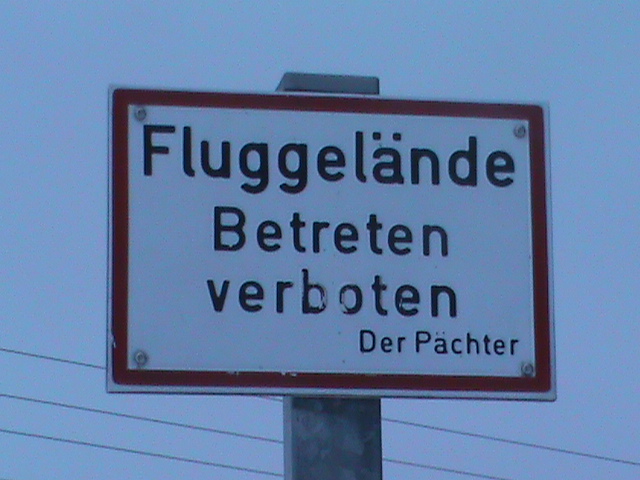 Fluggelände
Betreten
verboten
Der Pächter